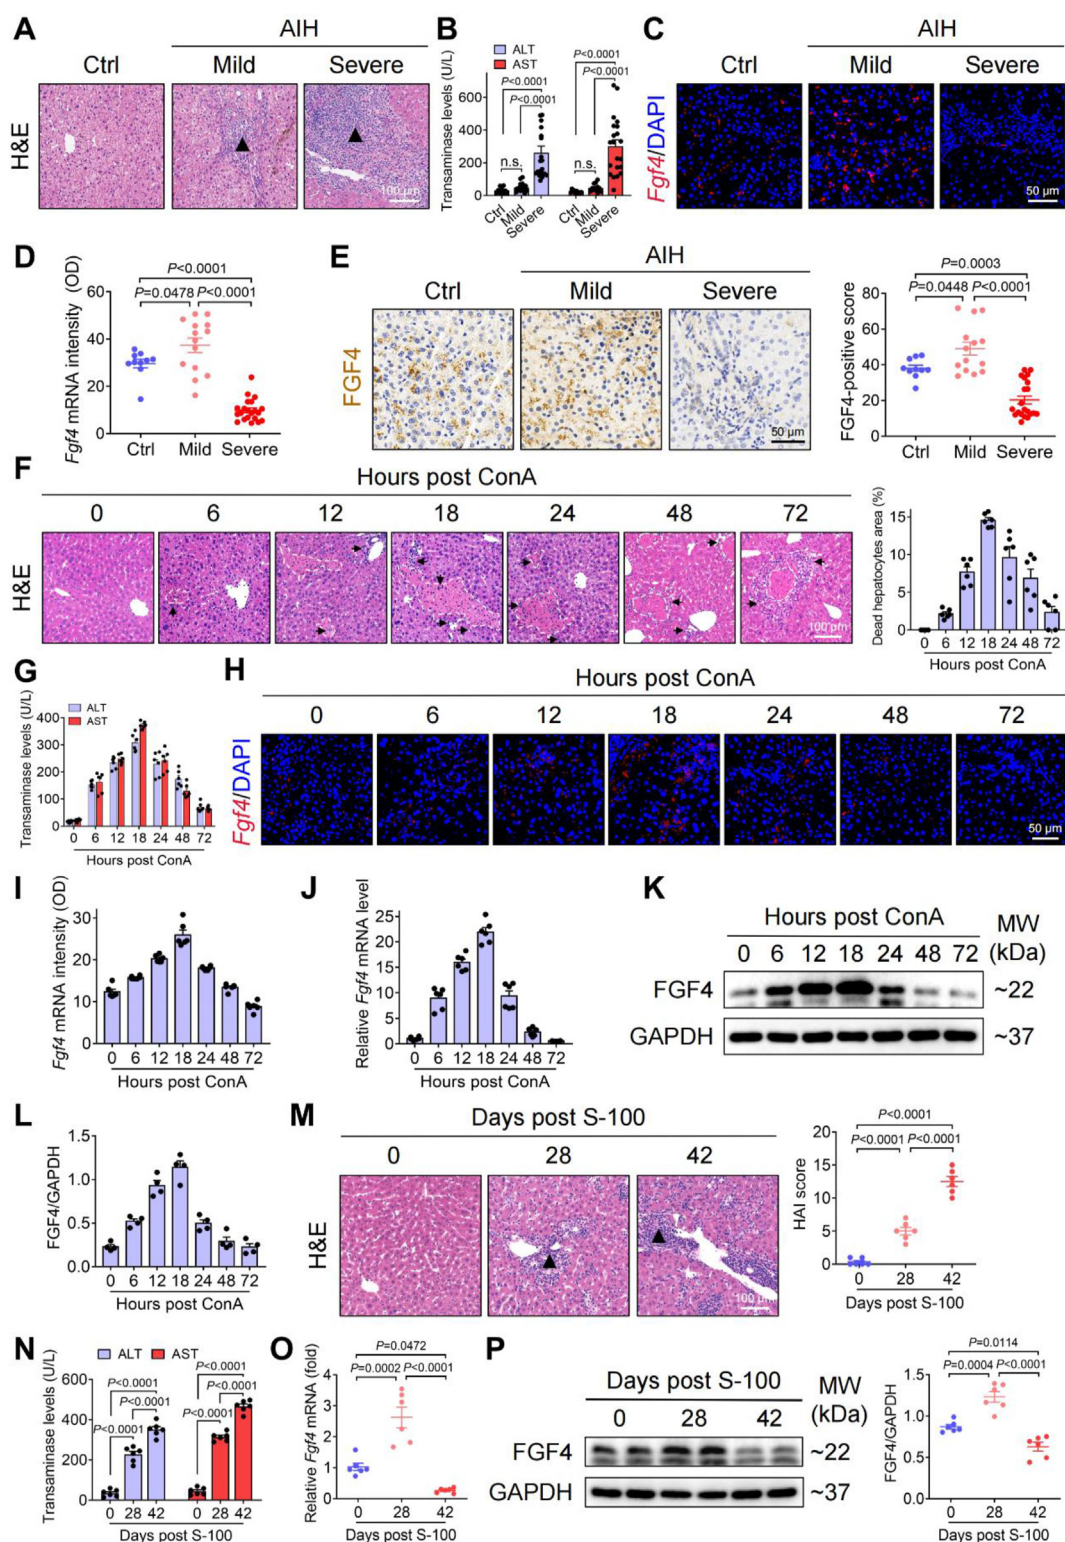 A
AIH
Ctrl Mild Severe
H&E
100 µm
B
ALT
AST
Transaminase levels (U/L)
P<0.0001
P<0.0001
P<0.0001
P<0.0001
n.s. n.s.
600
400
200
0
Ctrl Mild Severe Ctrl Mild Severe
C
AIH
Ctrl Mild Severe
Fgf4/DAPI
50 µm
D
Fgf4 mRNA intensity (OD)
P<0.0001
P=0.0478 P<0.0001
60
40
20
0
Ctrl Mild Severe
E
AIH
Ctrl Mild Severe
FGF4
50 µm
FGF4-positive score
P=0.0003
P=0.0448 P<0.0001
80
60
40
20
0
Ctrl Mild Severe
F
Hours post ConA
0 6 12 18 24 48 72
H&E
100 µm
Dead hepatocytes area (%)
15
10
5
0
0 6 12 18 24 48 72
Hours post ConA
G
ALT
AST
Transaminase levels (U/L)
400
300
200
100
0
0 6 12 18 24 48 72
Hours post ConA
H
Hours post ConA
0 6 12 18 24 48 72
Fgf4/DAPI
50 µm
I
Fgf4 mRNA intensity (OD)
30
20
10
0
0 6 12 18 24 48 72
Hours post ConA
J
Relative Fgf4 mRNA level
25
20
15
10
5
0
0 6 12 18 24 48 72
Hours post ConA
K
Hours post ConA MW
0 6 12 18 24 48 72 (kDa)
FGF4 ~22
GAPDH ~37
L
FGF4/GAPDH
1.5
1.0
0.5
0.0
0 6 12 18 24 48 72
Hours post ConA
M
Days post S-100
0 28 42
H&E
100 µm
HAI score
P<0.0001
P<0.0001 P<0.0001
20
15
10
5
0
0 28 42
Days post S-100
N
ALT AST
Transaminase levels (U/L)
P<0.0001
P<0.0001
P<0.0001
P<0.0001
P<0.0001
P<0.0001
600
400
200
0
0 28 42 0 28 42
Days post S-100
O
Relative Fgf4 mRNA (fold)
P=0.0472
P=0.0002 P<0.0001
4
3
2
1
0
0 28 42
Days post S-100
P
Days post S-100 MW
0 28 42 (kDa)
FGF4 ~22
GAPDH ~37
FGF4/GAPDH
P=0.0114
P=0.0004 P<0.0001
1.5
1.0
0.5
0.0
0 28 42
Days post S-100